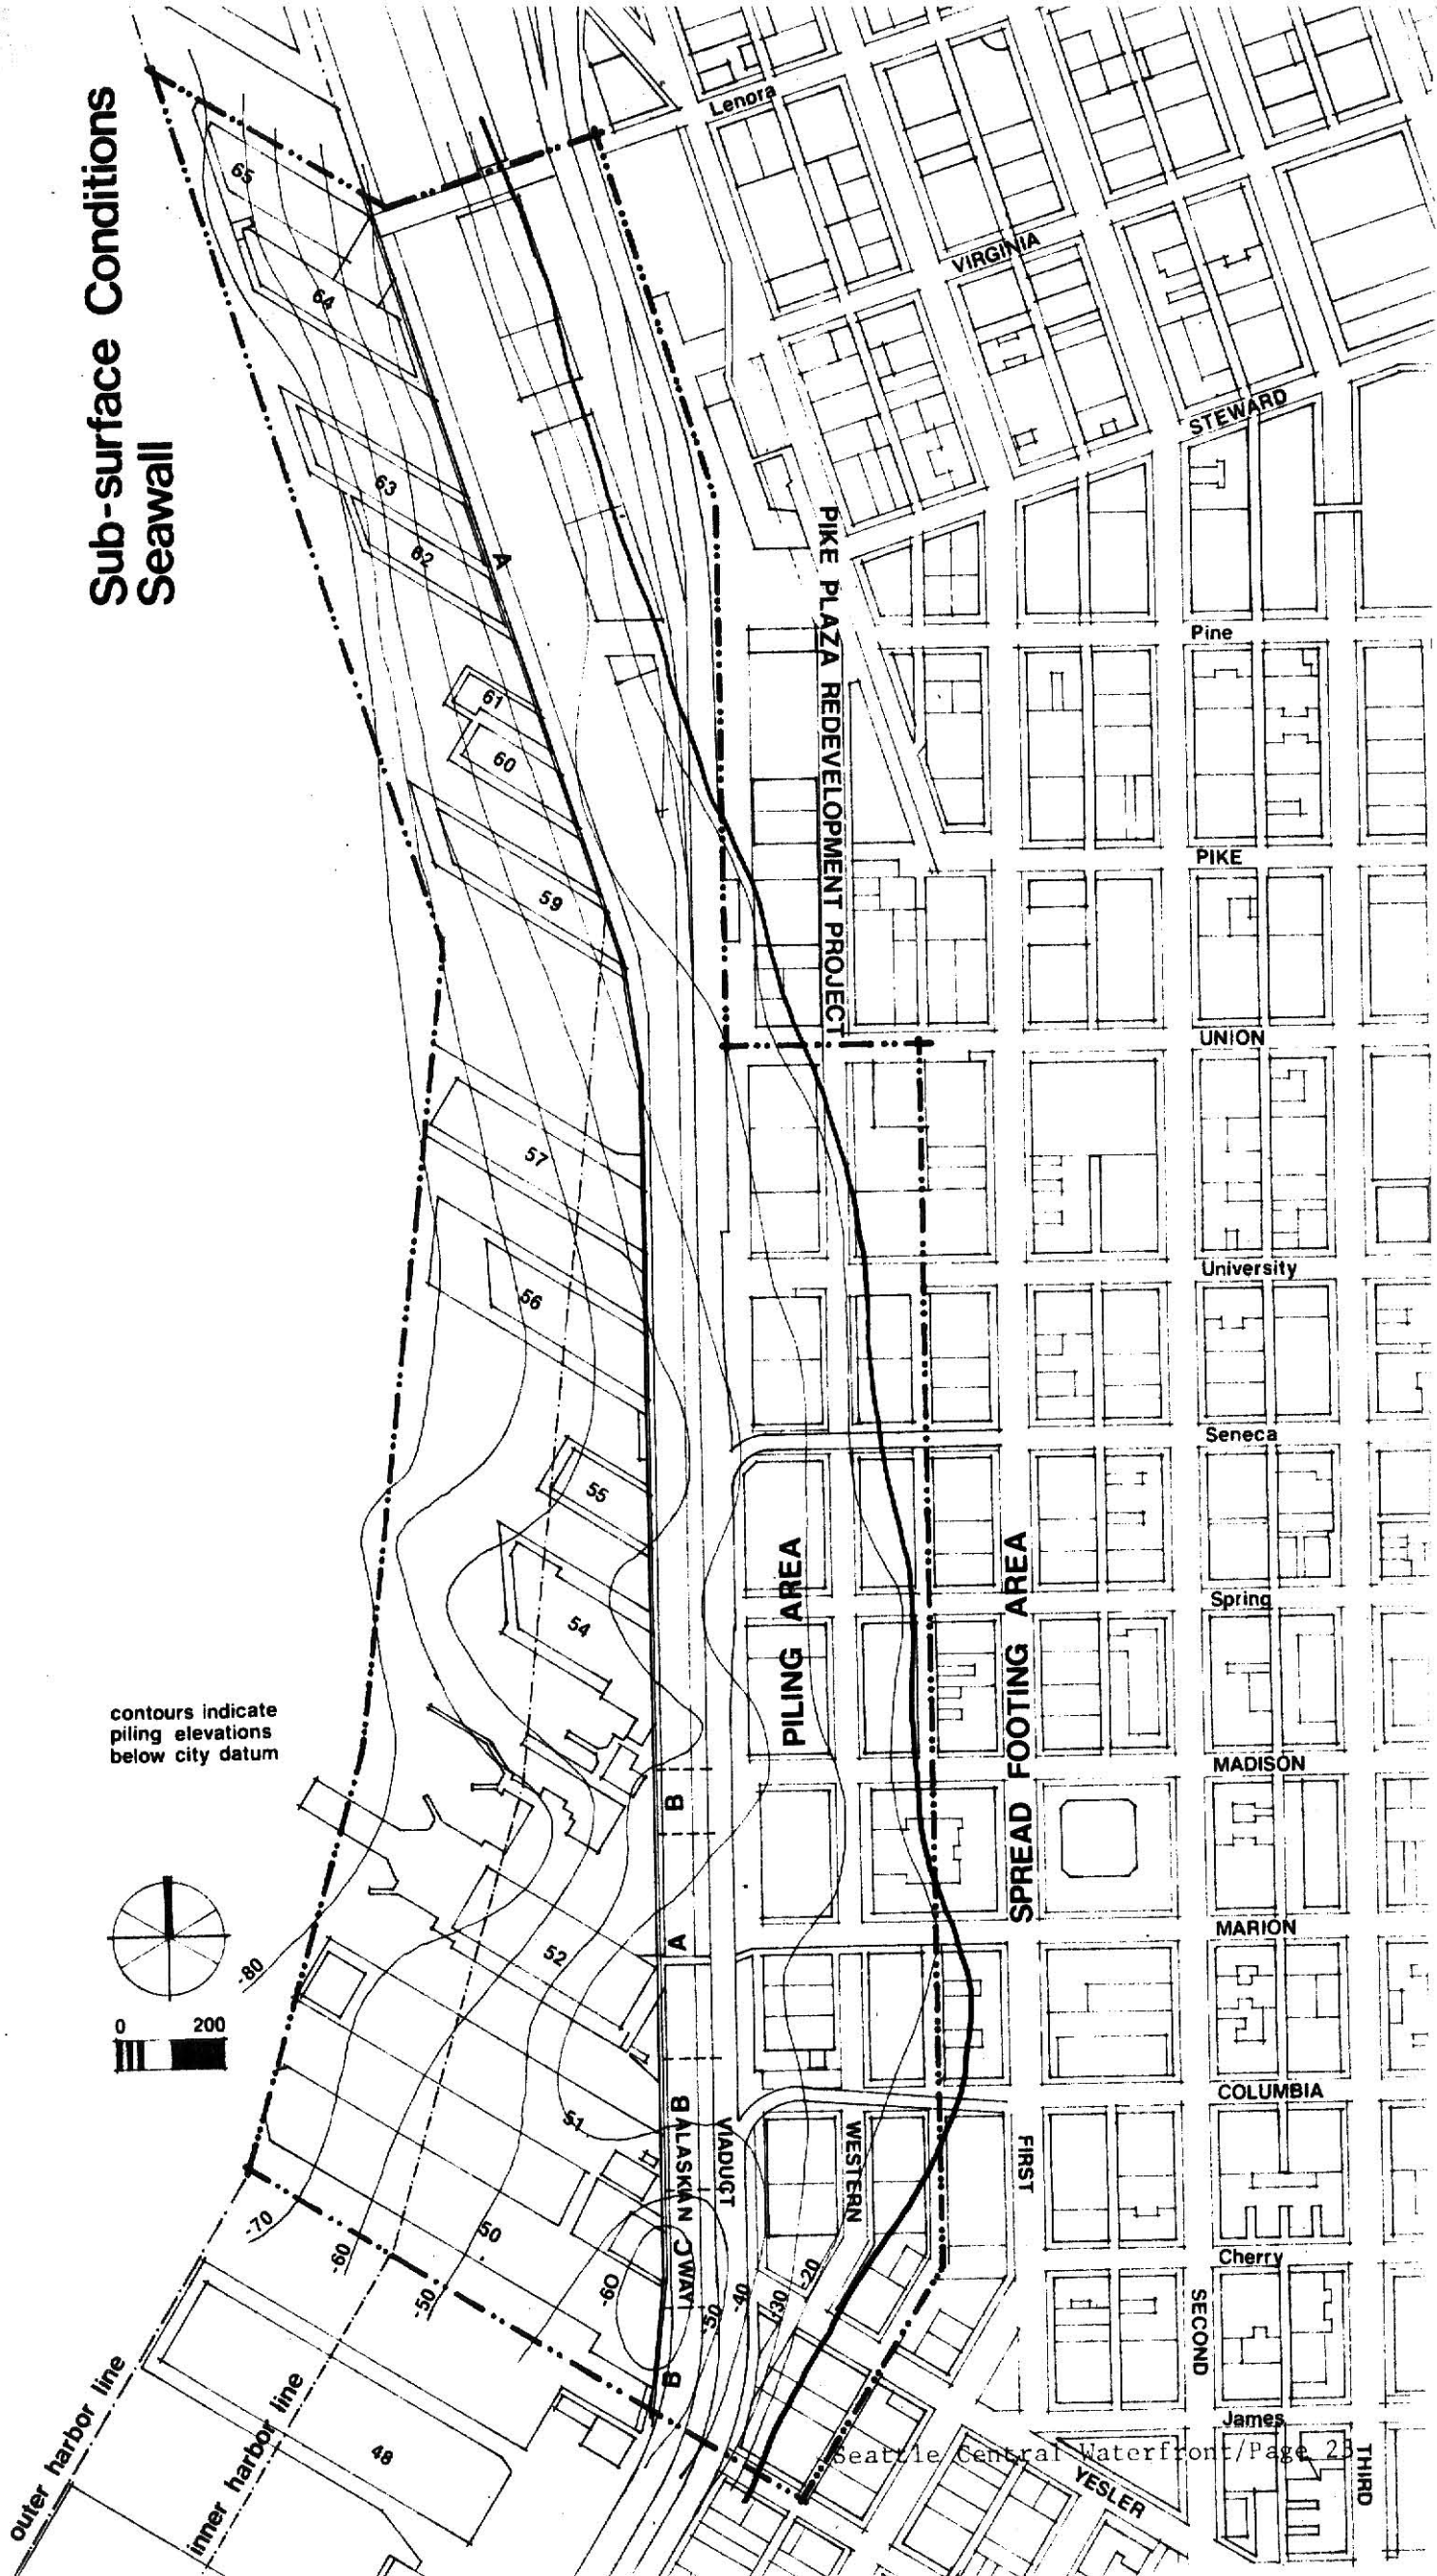 Sub-surface Conditions
Seawall
Lenora
VIRGINIA
STEWARD
Pine
PIKE
UNION
University
Seneca
Spring
MADISON
MARION
COLUMBIA
Cherry
James
YESLER
FIRST
SECOND
THIRD
WESTERN
VIADUCT
ALASKAN WAY
PIKE PLAZA REDEVELOPMENT PROJECT
PILING AREA
SPREAD FOOTING AREA
65
64
63
62
61
60
59
57
56
55
54
52
51
50
48
A
B
A
B
C
B
contours indicate
piling elevations
below city datum
0 200
-80
-70
-60
-50
-60
-50
-40
-30
-20
outer harbor line
inner harbor line
Seattle Central Waterfront/Page 23